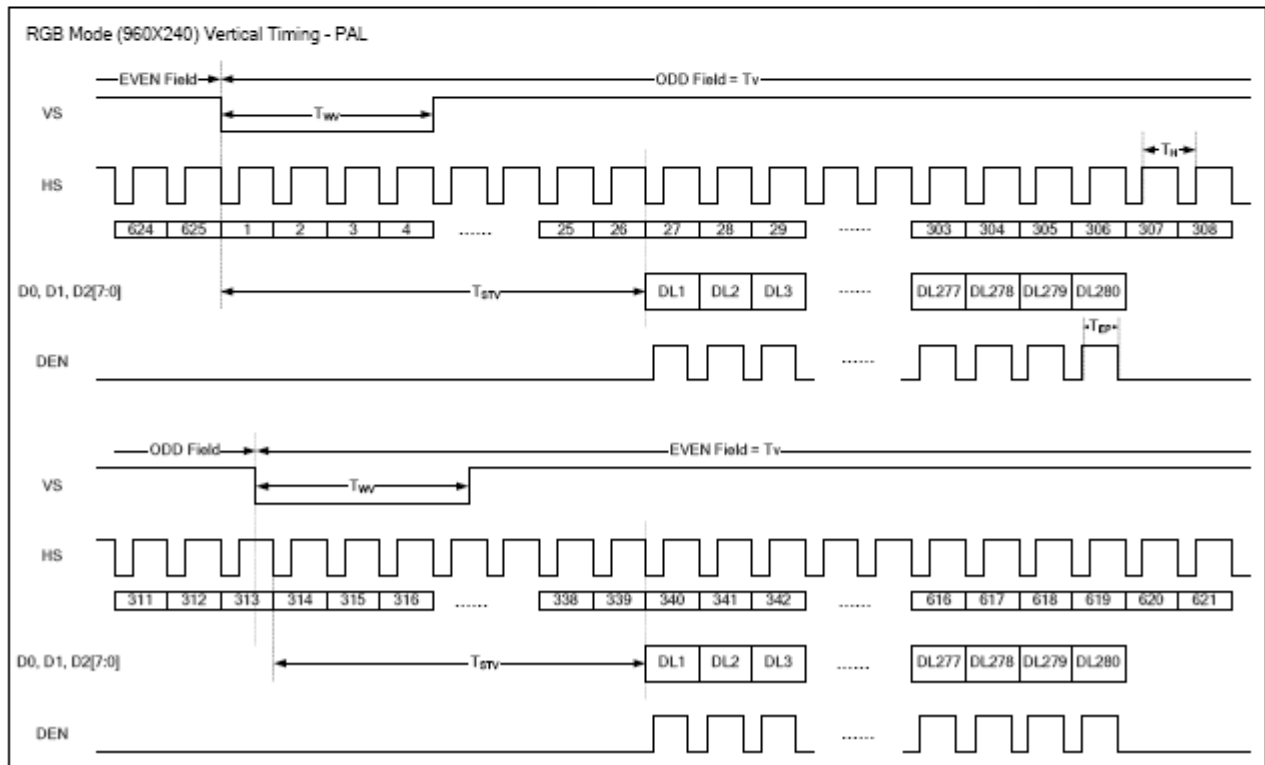 RGB Mode (960X240) Vertical Timing - PAL
EVEN Field ODD Field = Tv
VS TWV
HS TH
624 625 1 2 3 4 ...... 25 26 27 28 29 ...... 303 304 305 306 307 308
D0, D1, D2[7:0] TSTV DL1 DL2 DL3 ...... DL277 DL278 DL279 DL280
TEP
DEN ......
ODD Field EVEN Field = Tv
VS TWV
HS
311 312 313 314 315 316 ...... 338 339 340 341 342 ...... 616 617 618 619 620 621
D0, D1, D2[7:0] TSTV DL1 DL2 DL3 ...... DL277 DL278 DL279 DL280
DEN ......